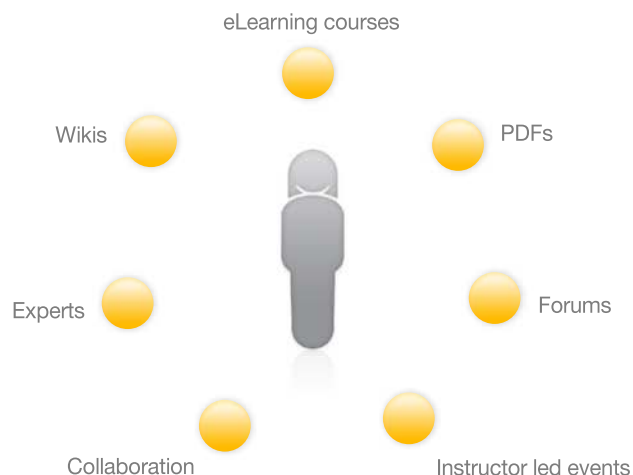 eLearning courses
Wikis
PDFs
Experts
Forums
Collaboration
Instructor led events